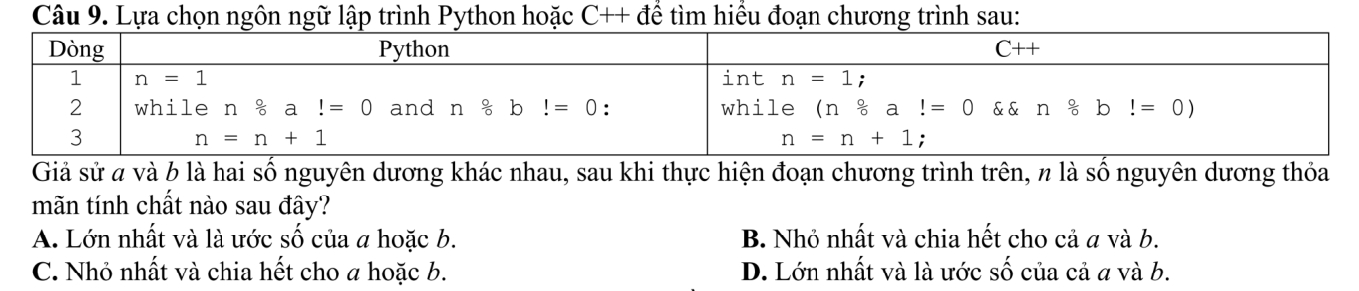 Câu 9. Lựa chọn ngôn ngữ lập trình Python hoặc C++ để tìm hiểu đoạn chương trình sau:
Dòng Python C++
1 n = 1 int n = 1;
2 while n % a != 0 and n % b != 0: while (n % a != 0 && n % b != 0)
3 n = n + 1 n = n + 1;
Giả sử a và b là hai số nguyên dương khác nhau, sau khi thực hiện đoạn chương trình trên, n là số nguyên dương thỏa
mãn tính chất nào sau đây?
A. Lớn nhất và là ước số của a hoặc b. B. Nhỏ nhất và chia hết cho cả a và b.
C. Nhỏ nhất và chia hết cho a hoặc b. D. Lớn nhất và là ước số của cả a và b.